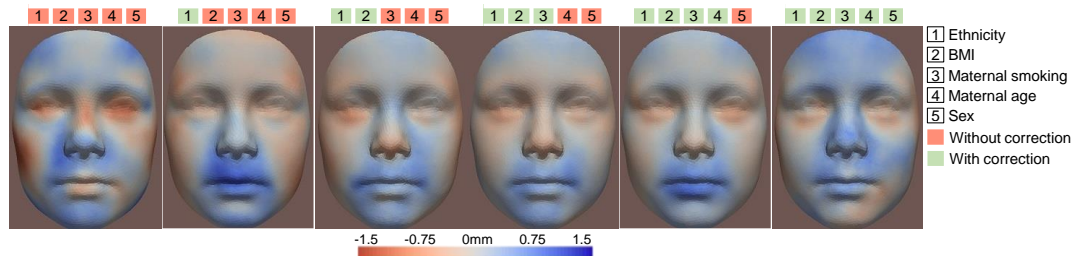 1 2 3 4 5 1 2 3 4 5 1 2 3 4 5 1 2 3 4 5 1 2 3 4 5 1 2 3 4 5
1 Ethnicity
2 BMI
3 Maternal smoking
4 Maternal age
5 Sex
Without correction
With correction
-1.5 -0.75 0mm 0.75 1.5